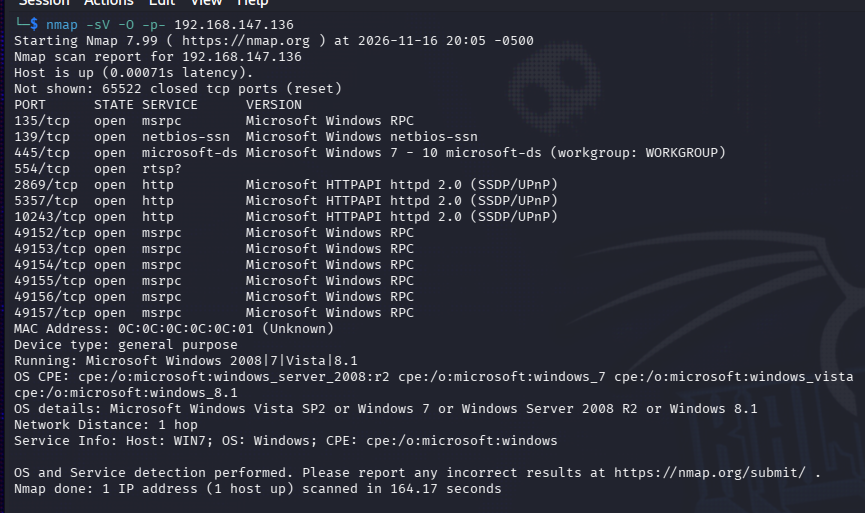 Session Actions Edit View Help
└─$ nmap -sV -O -p- 192.168.147.136
Starting Nmap 7.99 ( https://nmap.org ) at 2026-11-16 20:05 -0500
Nmap scan report for 192.168.147.136
Host is up (0.00071s latency).
Not shown: 65522 closed tcp ports (reset)
PORT      STATE SERVICE      VERSION
135/tcp   open  msrpc        Microsoft Windows RPC
139/tcp   open  netbios-ssn  Microsoft Windows netbios-ssn
445/tcp   open  microsoft-ds Microsoft Windows 7 - 10 microsoft-ds (workgroup: WORKGROUP)
554/tcp   open  rtsp?
2869/tcp  open  http         Microsoft HTTPAPI httpd 2.0 (SSDP/UPnP)
5357/tcp  open  http         Microsoft HTTPAPI httpd 2.0 (SSDP/UPnP)
10243/tcp open  http         Microsoft HTTPAPI httpd 2.0 (SSDP/UPnP)
49152/tcp open  msrpc        Microsoft Windows RPC
49153/tcp open  msrpc        Microsoft Windows RPC
49154/tcp open  msrpc        Microsoft Windows RPC
49155/tcp open  msrpc        Microsoft Windows RPC
49156/tcp open  msrpc        Microsoft Windows RPC
49157/tcp open  msrpc        Microsoft Windows RPC
MAC Address: 0C:0C:0C:0C:0C:01 (Unknown)
Device type: general purpose
Running: Microsoft Windows 2008|7|Vista|8.1
OS CPE: cpe:/o:microsoft:windows_server_2008:r2 cpe:/o:microsoft:windows_7 cpe:/o:microsoft:windows_vista
cpe:/o:microsoft:windows_8.1
OS details: Microsoft Windows Vista SP2 or Windows 7 or Windows Server 2008 R2 or Windows 8.1
Network Distance: 1 hop
Service Info: Host: WIN7; OS: Windows; CPE: cpe:/o:microsoft:windows

OS and Service detection performed. Please report any incorrect results at https://nmap.org/submit/ .
Nmap done: 1 IP address (1 host up) scanned in 164.17 seconds
KALI